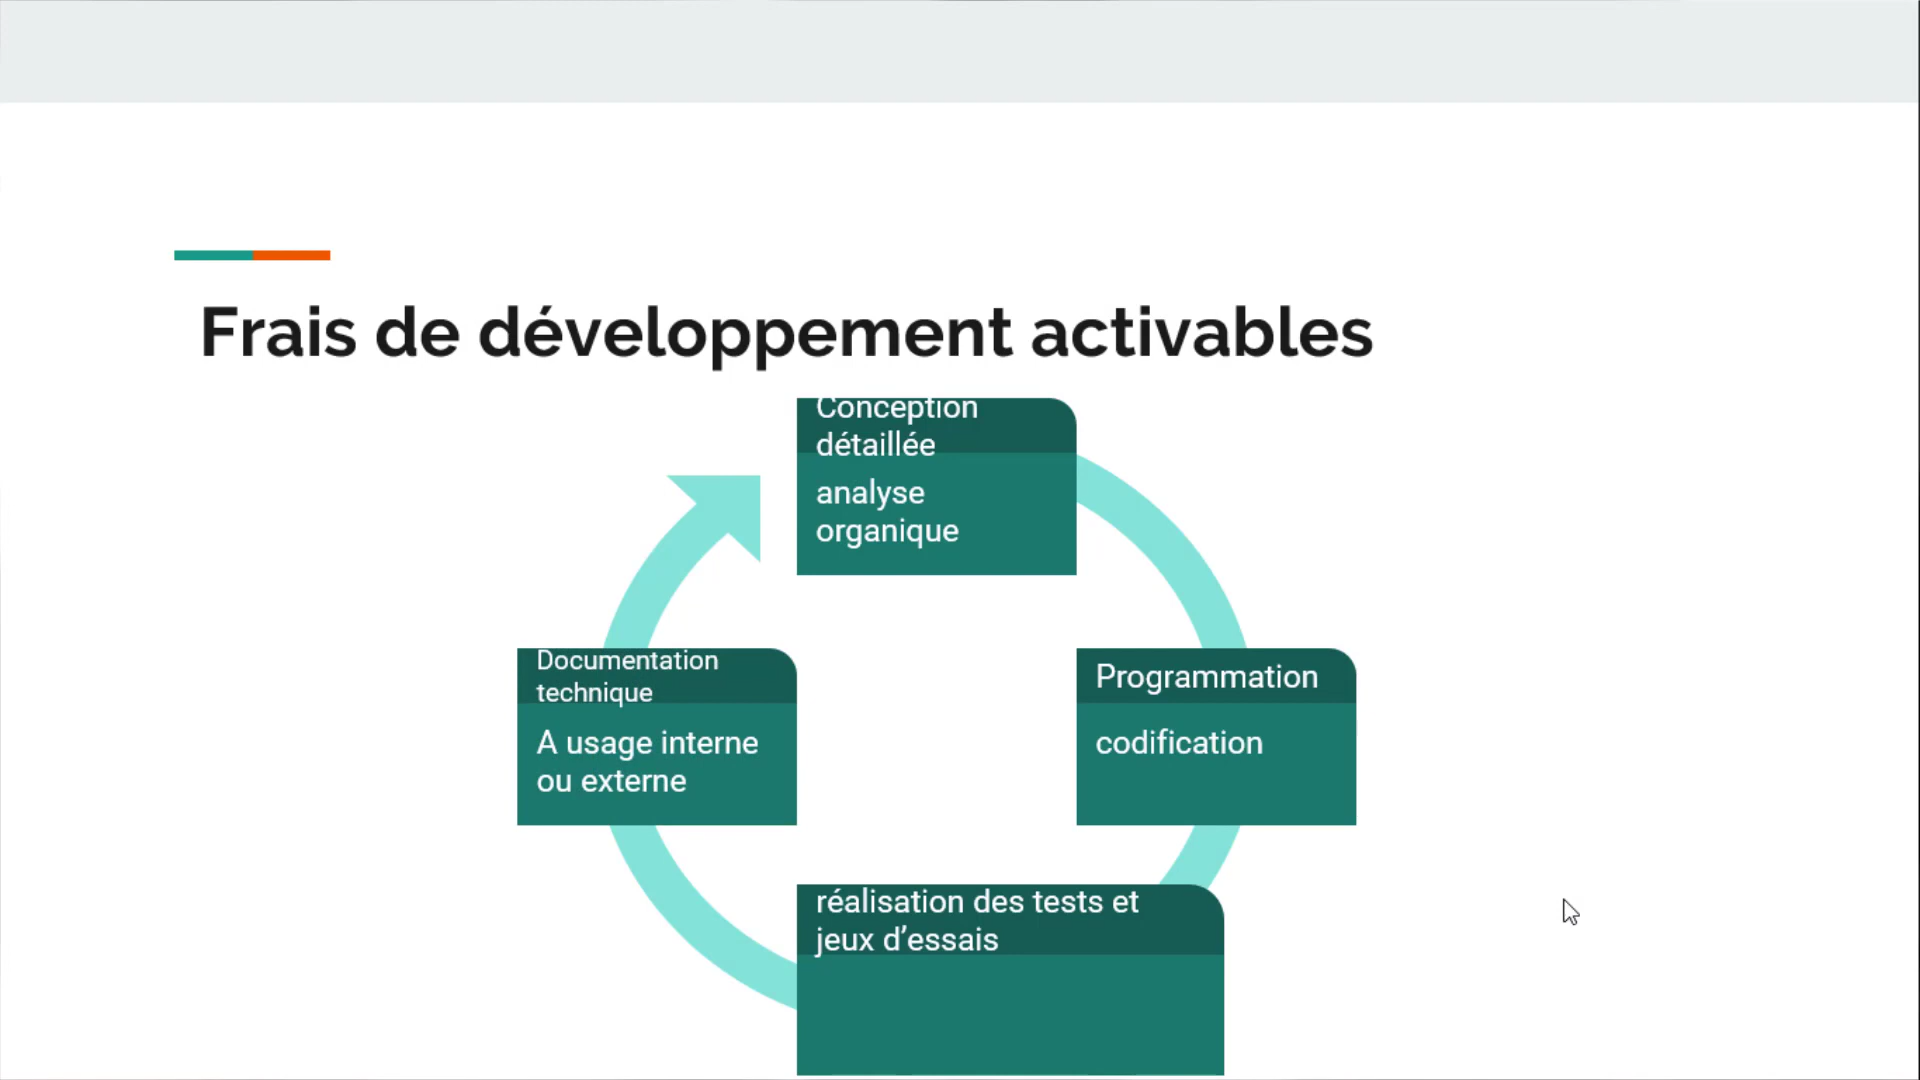 Frais de développement activables
Conception
détaillée
analyse
organique
Programmation
codification
réalisation des tests et
jeux d’essais
Documentation
technique
A usage interne
ou externe